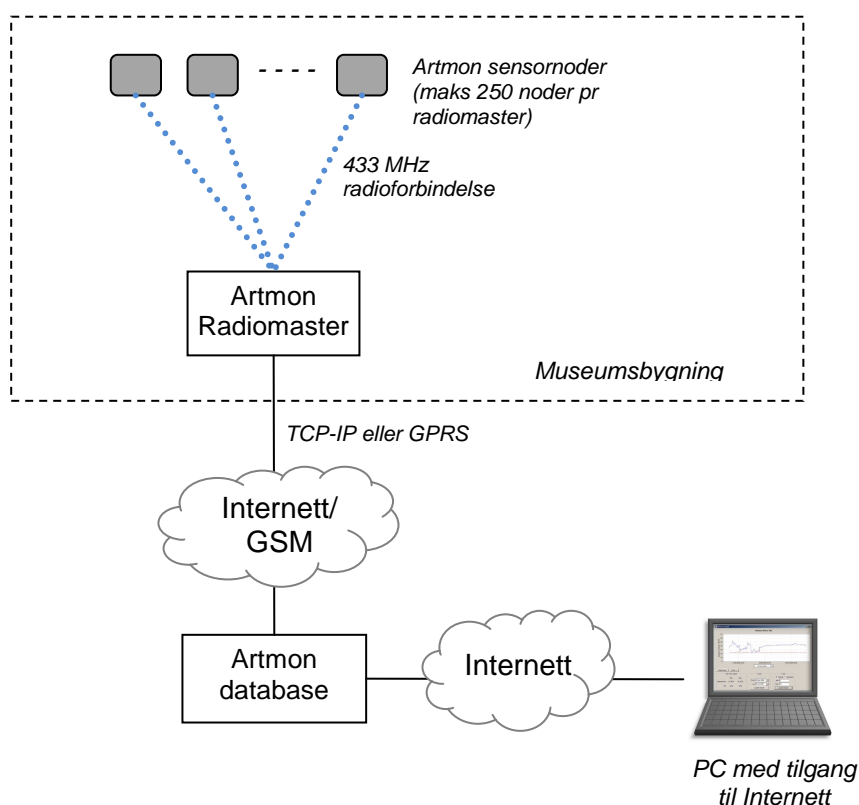 Artmon sensornoder
(maks 250 noder pr
radiomaster)
433 MHz
radioforbindelse
Artmon
Radiomaster
Museumsbygning
TCP-IP eller GPRS
Internett/
GSM
Artmon
database
Internett
PC med tilgang
til Internett